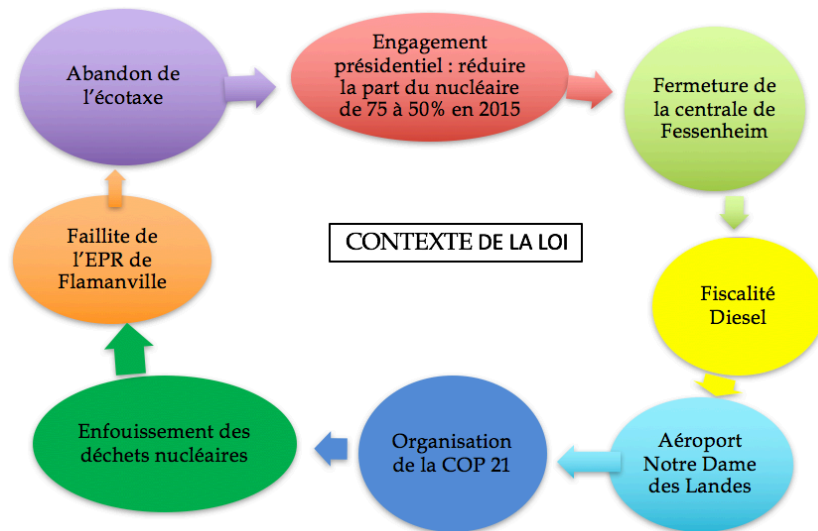 Engagement
présidentiel : réduire
la part du nucléaire
de 75 à 50% en 2015
Abandon de
l'écotaxe
Fermeture de
la centrale de
Fessenheim
Faillite de
l'EPR de
Flamanville
CONTEXTE DE LA LOI
Fiscalité
Diesel
Enfouissement des
déchets nucléaires
Organisation
de la COP 21
Aéroport
Notre Dame
des Landes